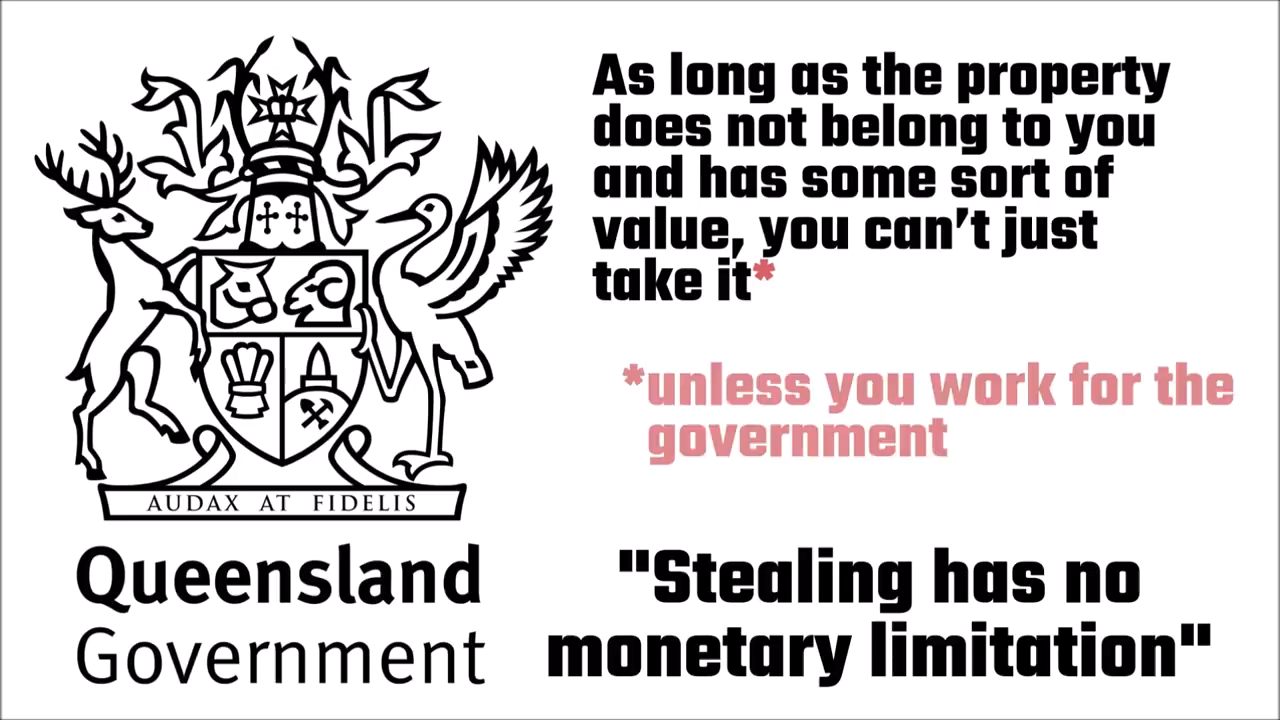 As long as the property
does not belong to you
and has some sort of
value, you can't just
take it*
*unless you work for the
government
AUDAX AT FIDELIS
Queensland
Government
"Stealing has no
monetary limitation"